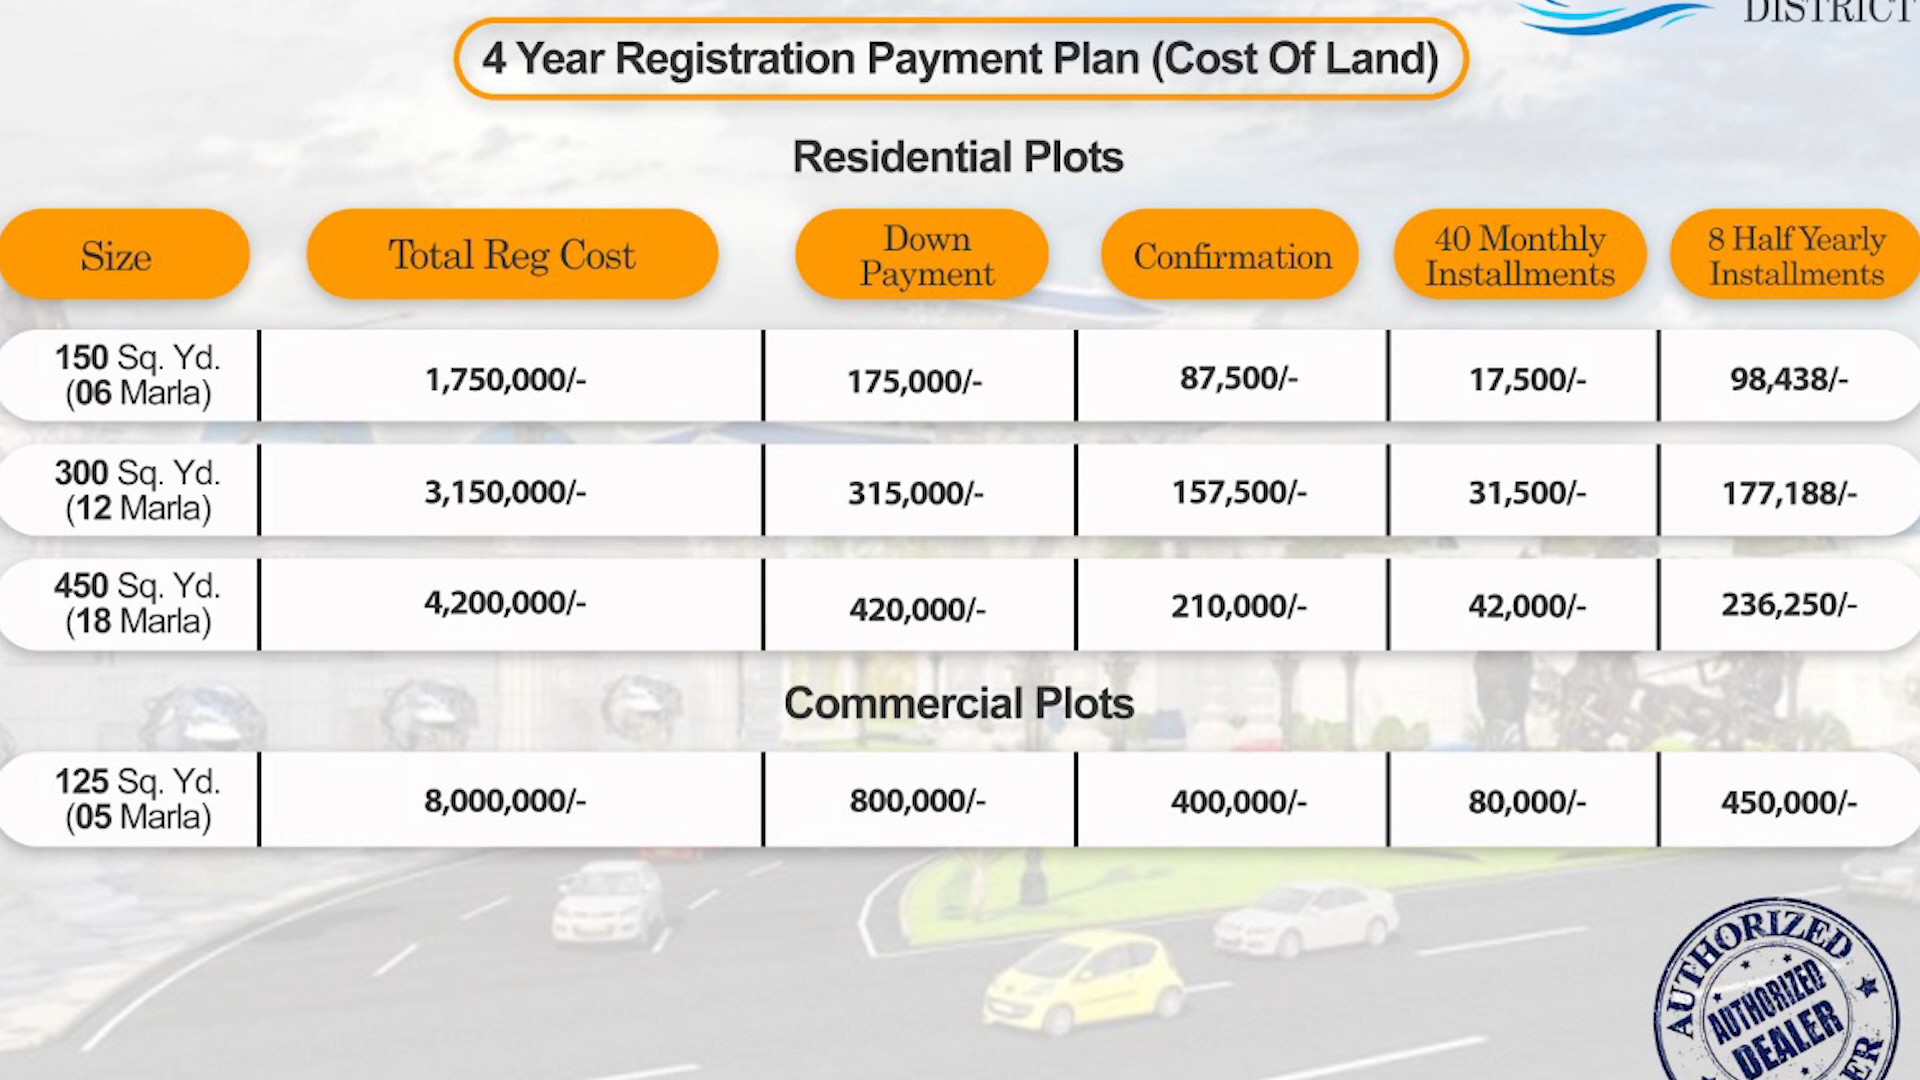 DISTRICT
4 Year Registration Payment Plan (Cost Of Land)
Residential Plots
Size
Total Reg Cost
Down
Payment
Confirmation
40 Monthly
Installments
8 Half Yearly
Installments
150 Sq. Yd.
(06 Marla)
1,750,000/-
175,000/-
87,500/-
17,500/-
98,438/-
300 Sq. Yd.
(12 Marla)
3,150,000/-
315,000/-
157,500/-
31,500/-
177,188/-
450 Sq. Yd.
(18 Marla)
4,200,000/-
420,000/-
210,000/-
42,000/-
236,250/-
Commercial Plots
125 Sq. Yd.
(05 Marla)
8,000,000/-
800,000/-
400,000/-
80,000/-
450,000/-
AUTHORIZED
AUTHORIZED
DEALER